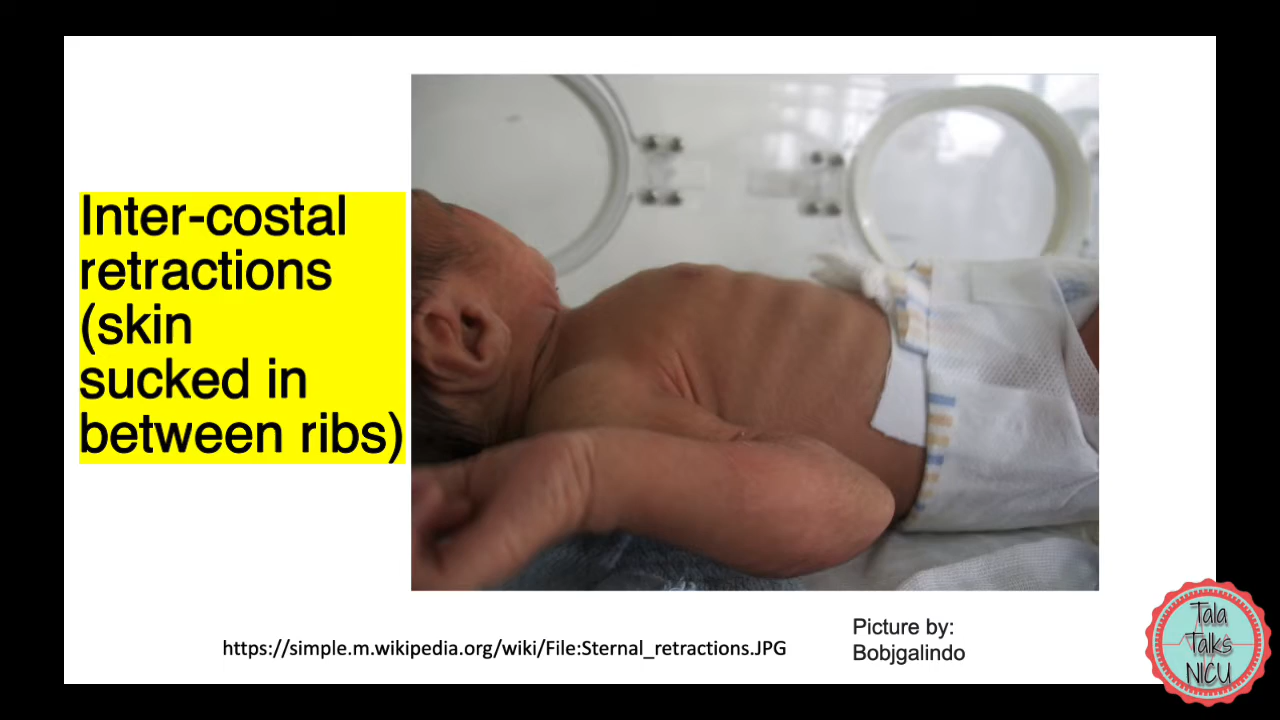 Inter-costal
retractions
(skin
sucked in
between ribs)
https://simple.m.wikipedia.org/wiki/File:Sternal_retractions.JPG
Picture by:
Bobjgalindo
Tala
Talks
NICU